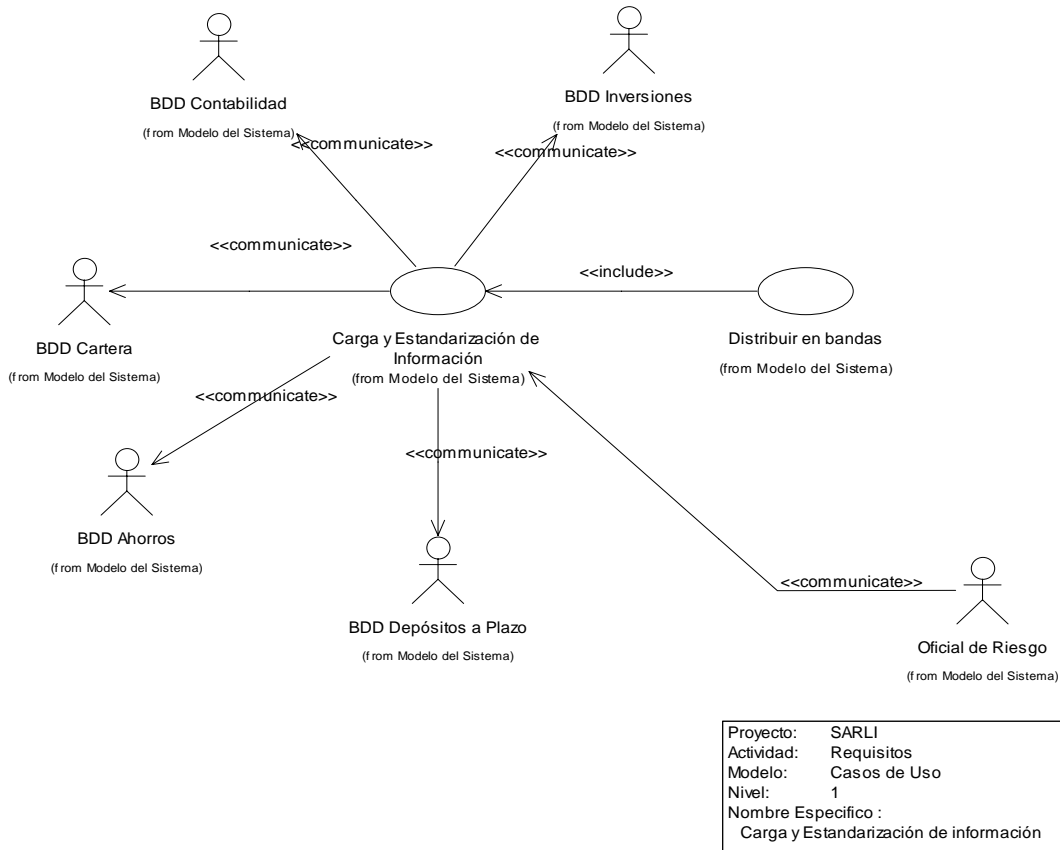 BDD Contabilidad
(from Modelo del Sistema)
BDD Inversiones
(from Modelo del Sistema)
<<communicate>>
<<communicate>>
<<communicate>>
<<include>>
BDD Cartera
(from Modelo del Sistema)
Carga y Estandarización de
Información
(from Modelo del Sistema)
Distribuir en bandas
(from Modelo del Sistema)
<<communicate>>
<<communicate>>
BDD Ahorros
(from Modelo del Sistema)
BDD Depósitos a Plazo
(from Modelo del Sistema)
<<communicate>>
Oficial de Riesgo
(from Modelo del Sistema)
Proyecto: SARLI
Actividad: Requisitos
Modelo: Casos de Uso
Nivel: 1
Nombre Especifico :
Carga y Estandarización de información